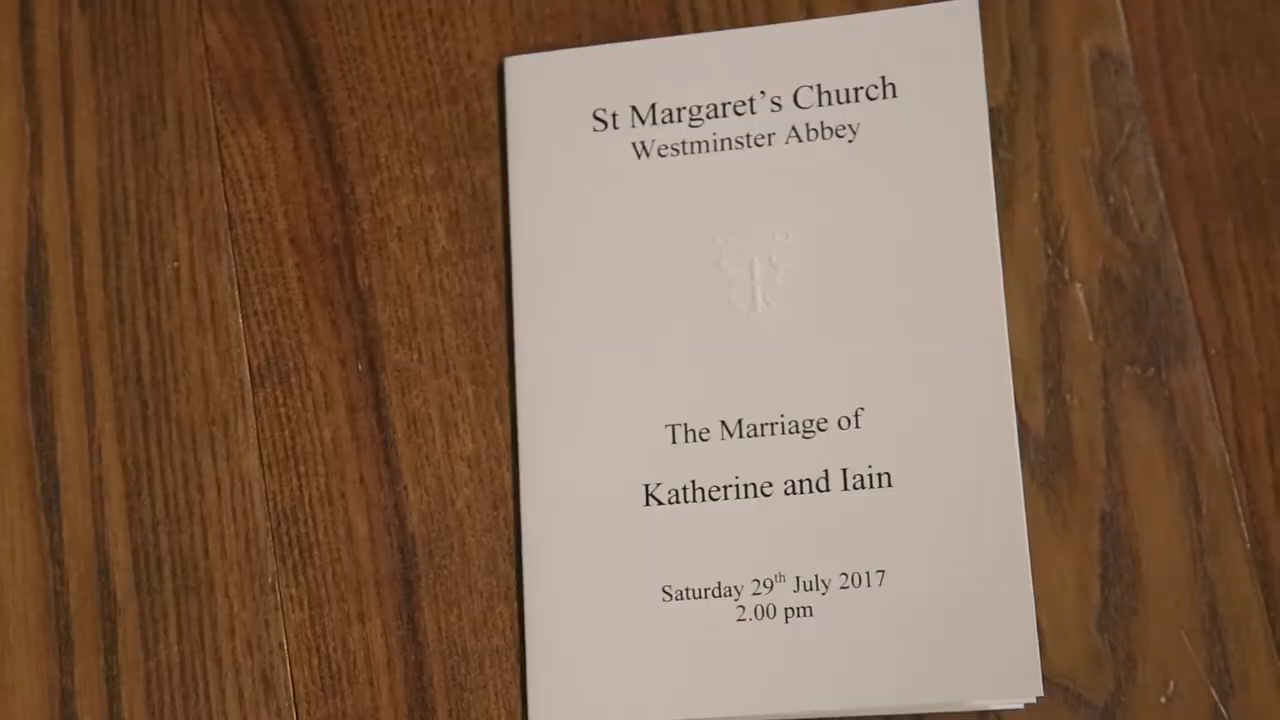 St Margaret's Church
Westminster Abbey
The Marriage of
Katherine and Iain
Saturday 29th July 2017
2.00 pm